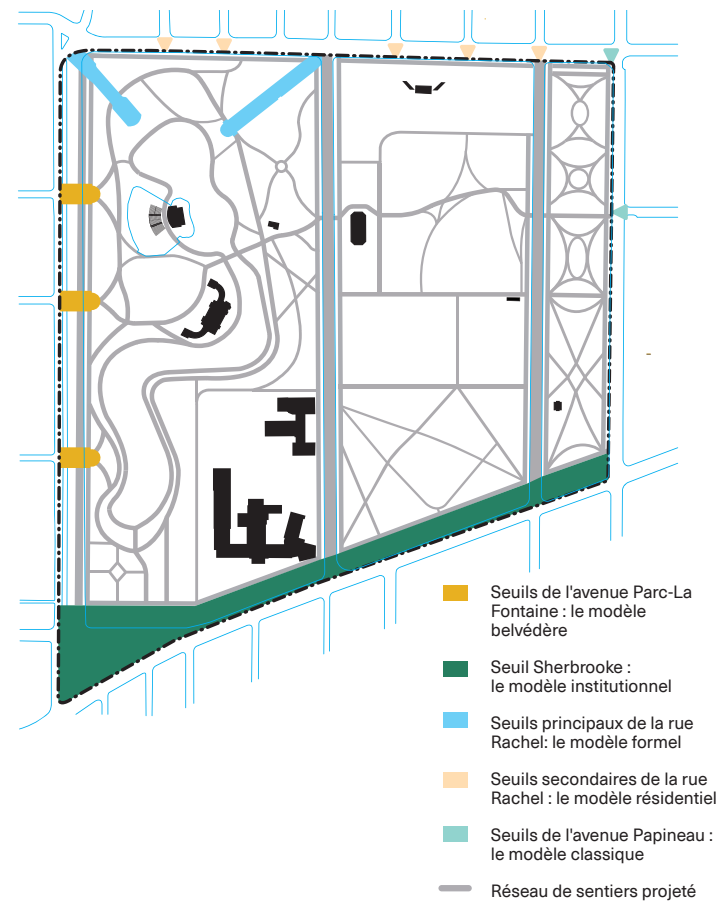 Seuils de l'avenue Parc-La
Fontaine : le modèle
belvédère
Seuil Sherbrooke :
le modèle institutionnel
Seuils principaux de la rue
Rachel: le modèle formel
Seuils secondaires de la rue
Rachel : le modèle résidentiel
Seuils de l'avenue Papineau :
le modèle classique
Réseau de sentiers projeté